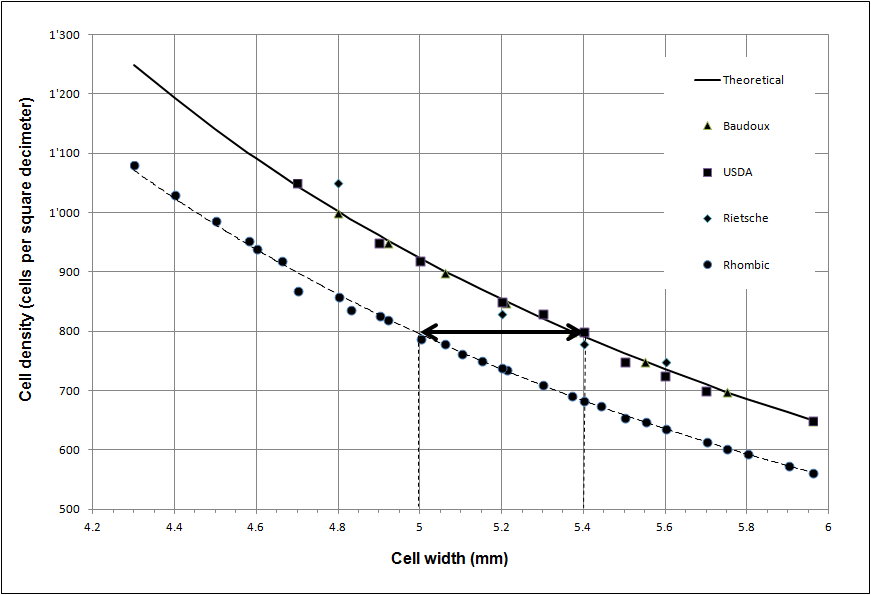 1'300
1'200
1'100
1'000
900
800
700
600
500
4.2 4.4 4.6 4.8 5 5.2 5.4 5.6 5.8 6
Cell density (cells per square decimeter)
Cell width (mm)
Theoretical
Baudoux
USDA
Rietsche
Rhombic